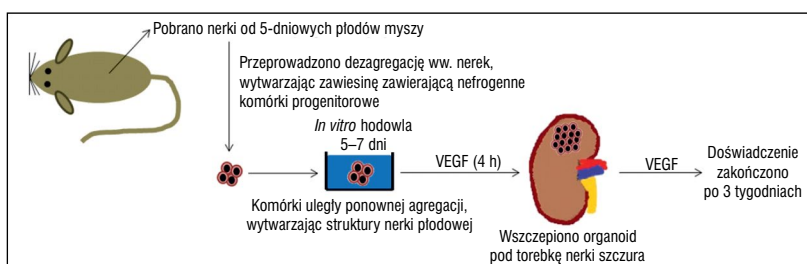 Pobrano nerki od 5-dniowych płodów myszy
Przeprowadzono dezagregację ww. nerek,
wytwarzając zawiesinę zawierającą nefrogenne
komórki progenitorowe
In vitro hodowla
5–7 dni
VEGF (4 h)
VEGF
Doświadczenie
zakończono
po 3 tygodniach
Komórki uległy ponownej agregacji,
wytwarzając struktury nerki płodowej
Wszczepiono organoid
pod torebkę nerki szczura